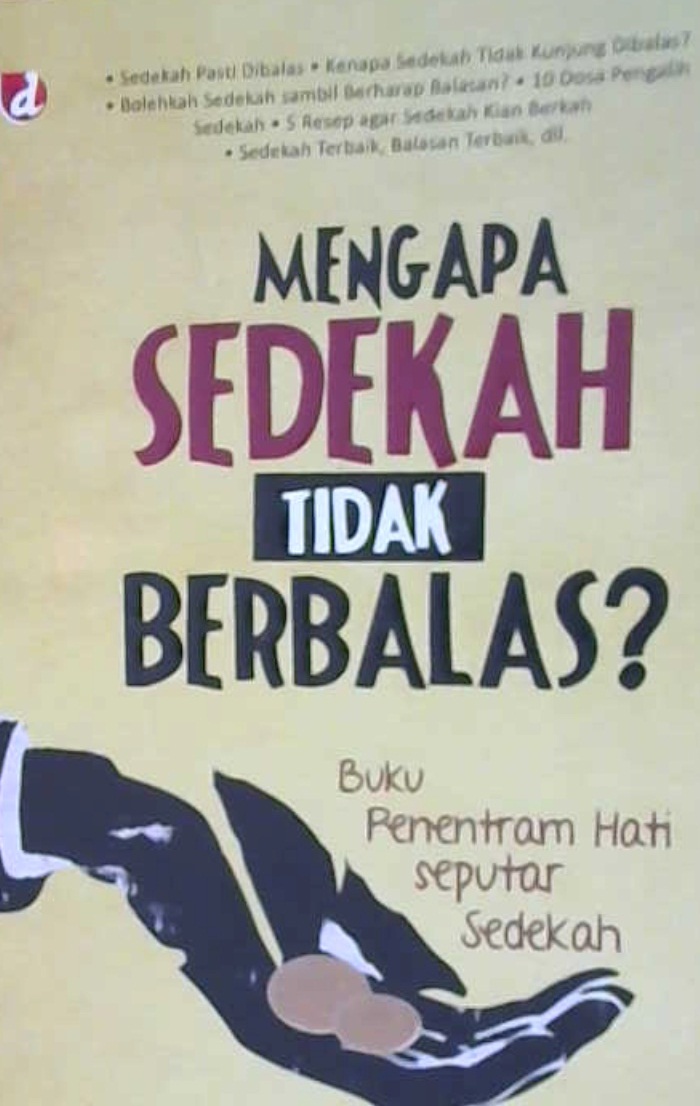 d
• Sedekah Pasti Dibalas • Kenapa Sedekah Tidak Kunjung Dibalas?
• Bolehkah Sedekah sambil Berharap Balasan? • 10 Dosa Pengalih
Sedekah • 5 Resep agar Sedekah Kian Berkah
• Sedekah Terbaik, Balasan Terbaik, dll.
MENGAPA
SEDEKAH
TIDAK
BERBALAS?
Buku
Penentram Hati
seputar
Sedekah